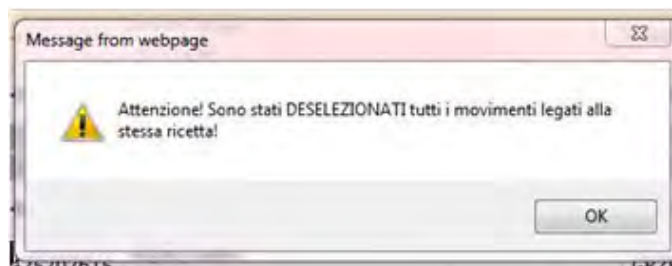 Message from webpage
Attenzione! Sono stati DESELEZIONATI tutti i movimenti legati alla
stessa ricetta!
OK